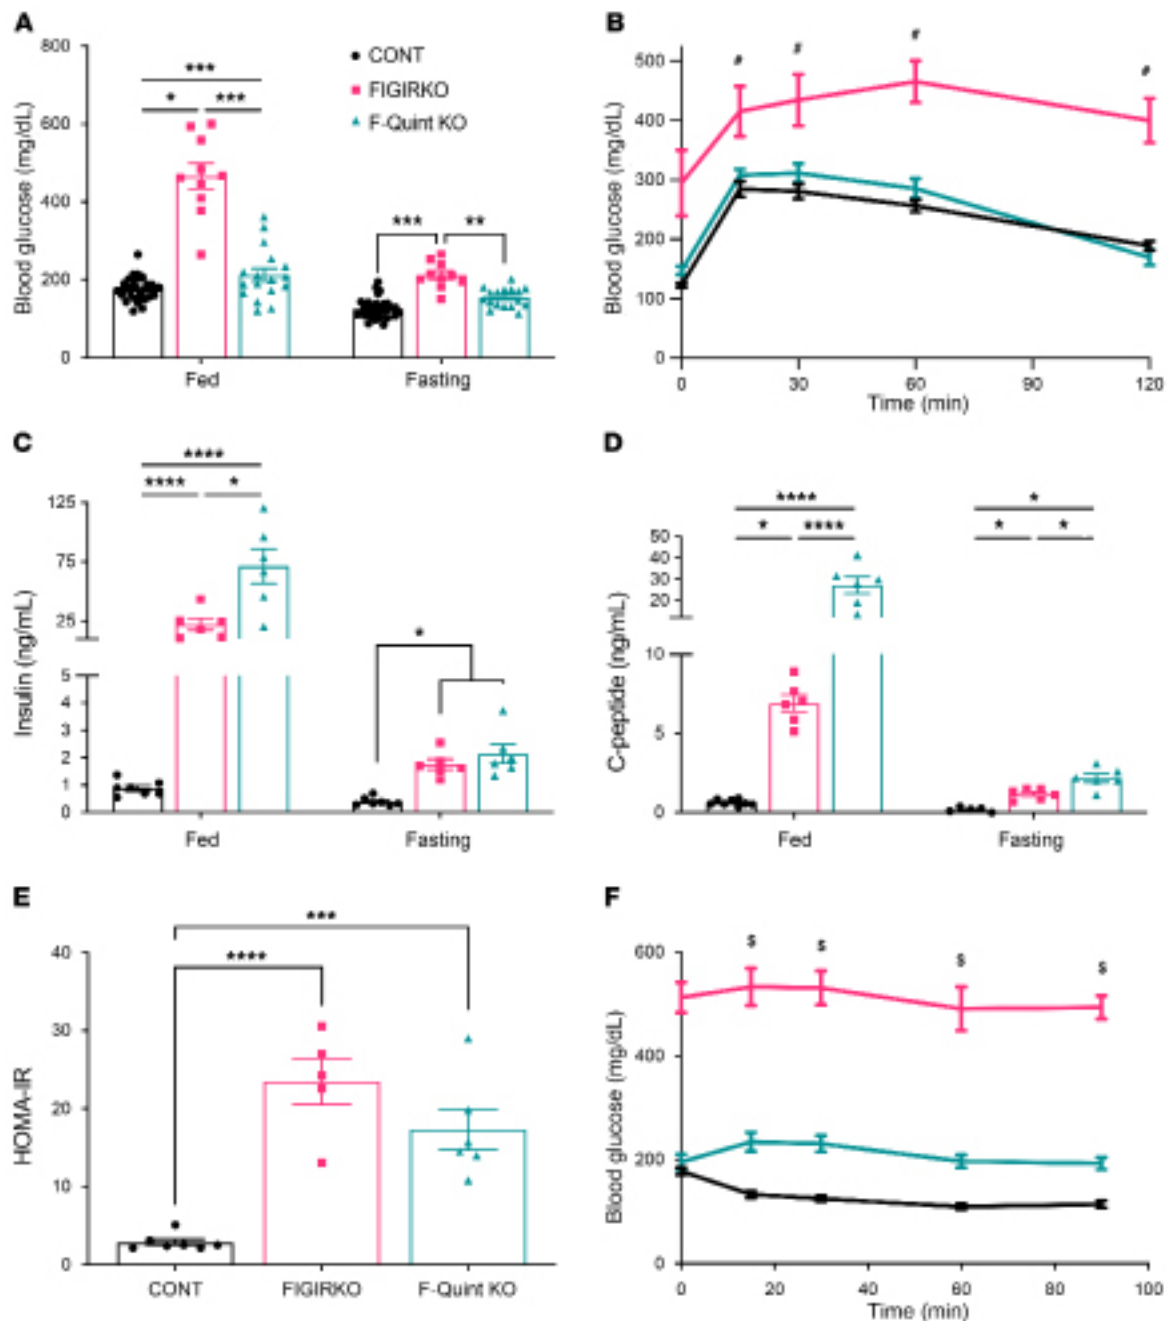 A
Blood glucose (mg/dL)
800
600
400
200
0
CONT
FIGIRKO
F-Quint KO
***
* ***
*** **
Fed Fasting
B
Blood glucose (mg/dL)
500
400
300
200
100
0
# # # #
0 30 60 90 120
Time (min)
C
Insulin (ng/mL)
125
75
25
5
4
3
2
1
0
****
**** *
*
Fed Fasting
D
C-peptide (ng/mL)
50
40
30
20
10
5
0
**** *
* **** * *
Fed Fasting
E
HOMA-IR
40
30
20
10
0
***
****
CONT FIGIRKO F-Quint KO
F
Blood glucose (mg/dL)
600
400
200
0
$ $ $ $
0 20 40 60 80 100
Time (min)